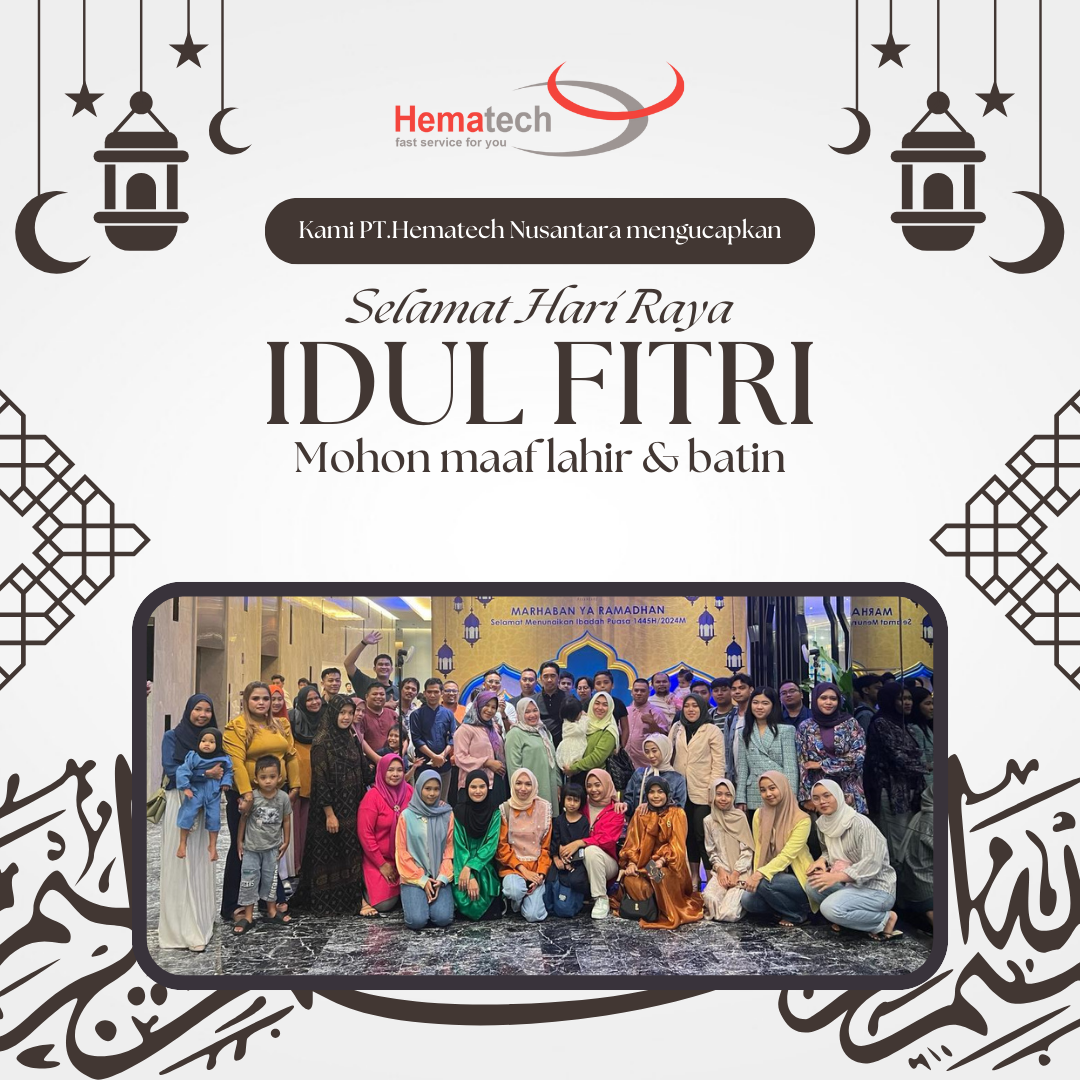 Hematech
fast service for you
Kami PT.Hematech Nusantara mengucapkan
Selamat Hari Raya
IDUL FITRI
Mohon maaf lahir & batin
MARHABAN YA RAMADHAN
Selamat Menunaikan Ibadah Puasa 1445H/2024M